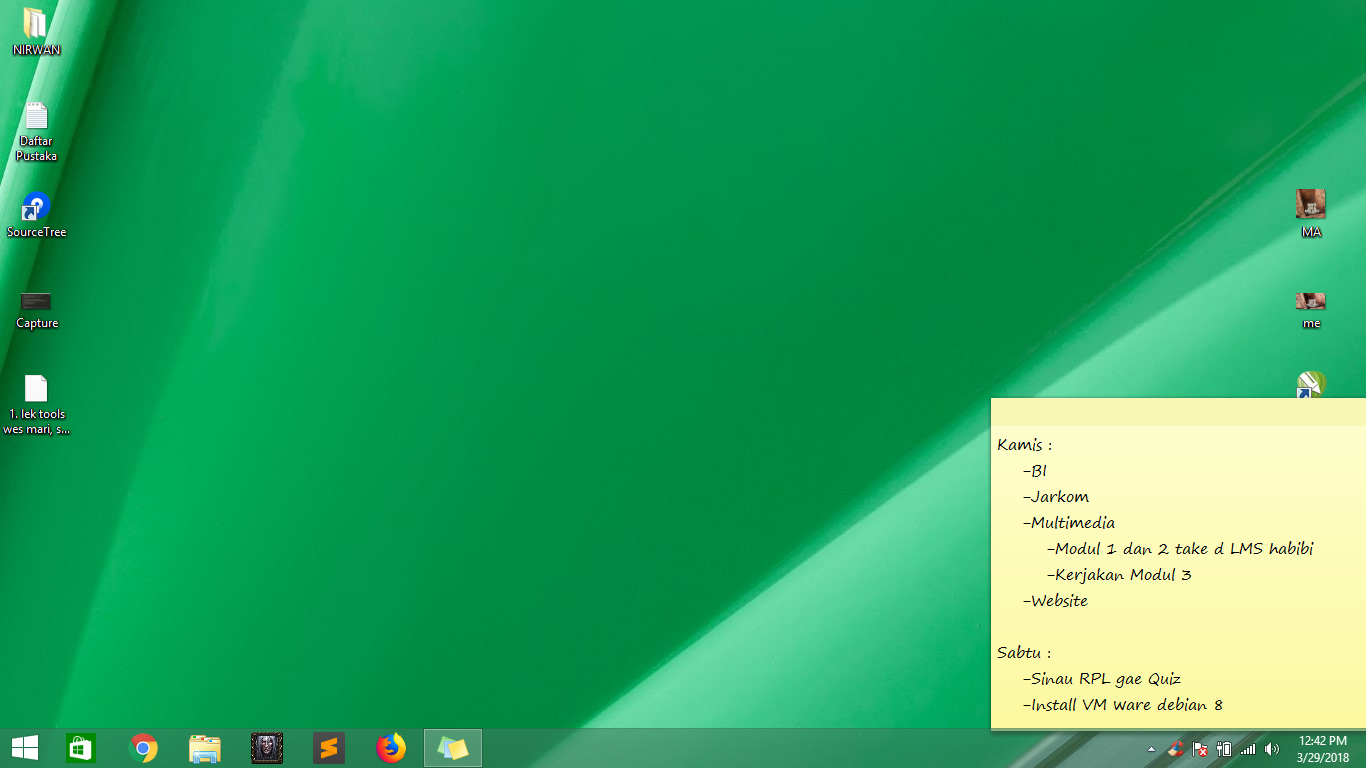 NIRWAN
Daftar
Pustaka
SourceTree
Capture
1. lek tools
wes mari, s...
MA
me
Kamis :
-BI
-Jarkom
-Multimedia
-Modul 1 dan 2 take d LMS habibi
-Kerjakan Modul 3
-Website
Sabtu :
-Sinau RPL gae Quiz
-Install VM Ware debian 8
12:42 PM
3/29/2018